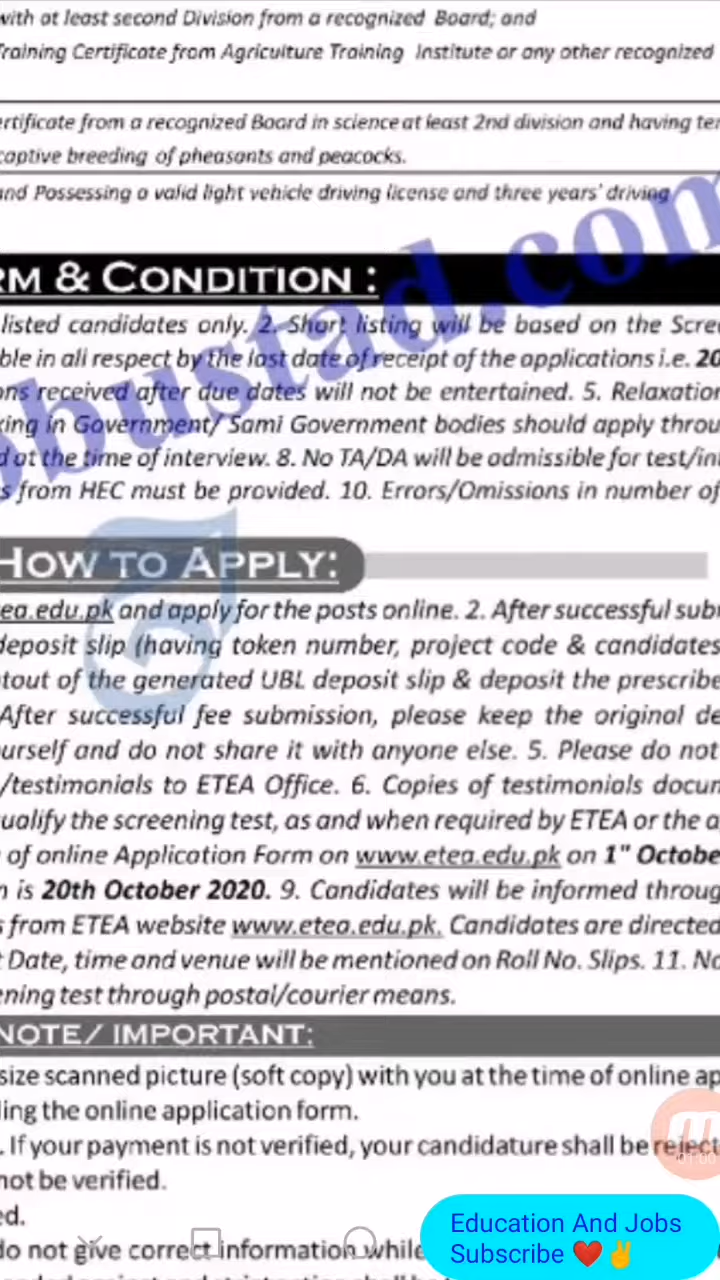 with at least second Division from a recognized Board; and
Training Certificate from Agriculture Training Institute or any other recognized
ertificate from a recognized Board in science at least 2nd division and having ten
captive breeding of pheasants and peacocks.
and Possessing a valid light vehicle driving license and three years' driving
RM & CONDITION :
listed candidates only. 2. Short listing will be based on the Scre
ble in all respect by the last date of receipt of the applications i.e. 20
ons received after due dates will not be entertained. 5. Relaxation
king in Government/ Sami Government bodies should apply throu
d at the time of interview. 8. No TA/DA will be admissible for test/int
s from HEC must be provided. 10. Errors/Omissions in number of
obustad.com
HOW TO APPLY:
ea.edu.pk and apply for the posts online. 2. After successful subm
deposit slip (having token number, project code & candidates
tout of the generated UBL deposit slip & deposit the prescribe
After successful fee submission, please keep the original de
urself and do not share it with anyone else. 5. Please do not
/testimonials to ETEA Office. 6. Copies of testimonials docum
ualify the screening test, as and when required by ETEA or the a
of online Application Form on www.etea.edu.pk on 1" Octobe
n is 20th October 2020. 9. Candidates will be informed throug
s from ETEA website www.etea.edu.pk. Candidates are directed
t Date, time and venue will be mentioned on Roll No. Slips. 11. No
ening test through postal/courier means.
NOTE/ IMPORTANT:
size scanned picture (soft copy) with you at the time of online ap
ling the online application form.
. If your payment is not verified, your candidature shall be reject
not be verified.
ed.
do not give correct information while
01:00
Education And Jobs
Subscribe ❤️✌️